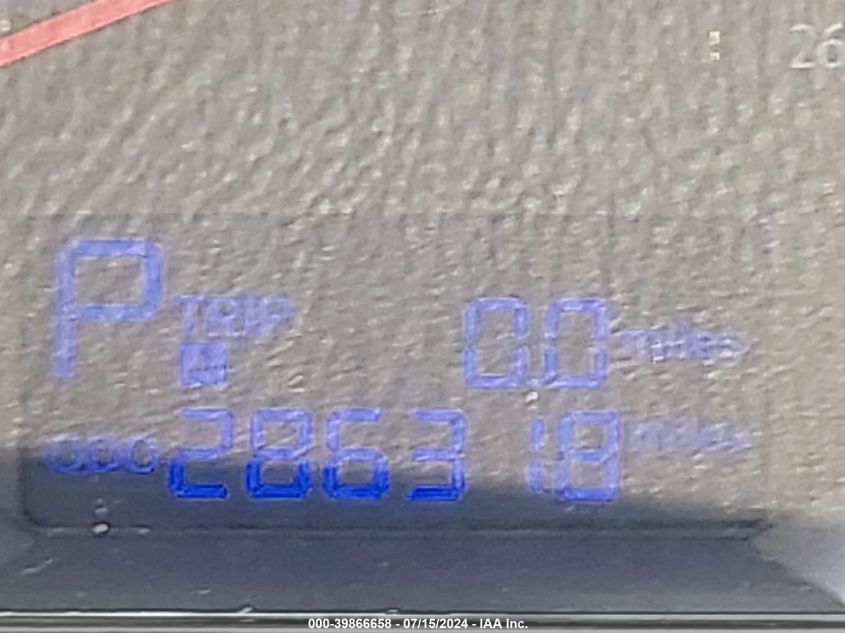 26
P
TRIP
A
0.0 miles
ODO 286318 miles
000-39866658 - 07/15/2024 - IAA Inc.